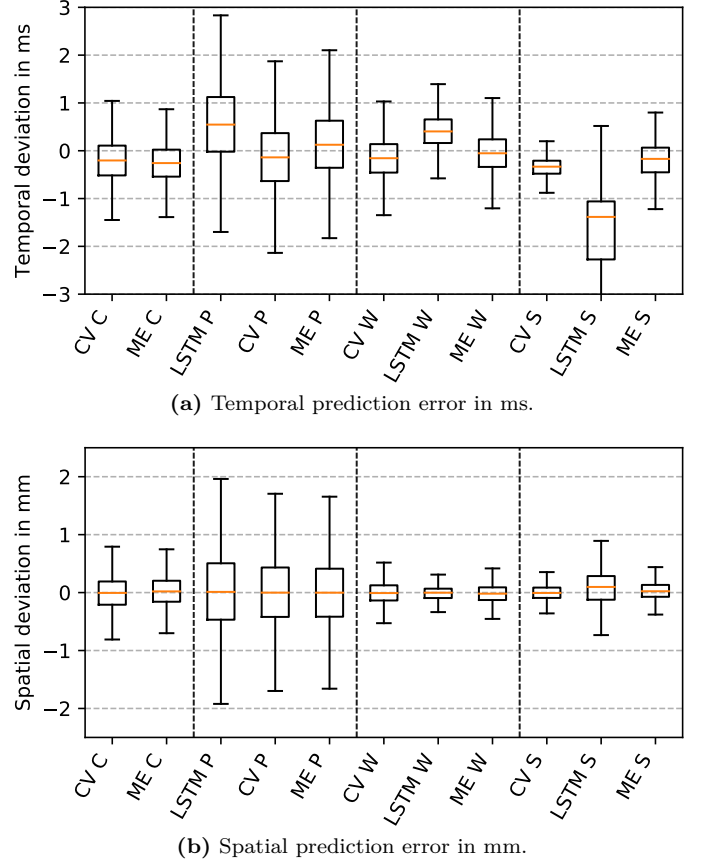 3
2
1
0
−1
−2
−3
Temporal deviation in ms
CV C
ME C
LSTM P
CV P
ME P
CV W
LSTM W
ME W
CV S
LSTM S
ME S
(a) Temporal prediction error in ms.
2
1
0
−1
−2
Spatial deviation in mm
CV C
ME C
LSTM P
CV P
ME P
CV W
LSTM W
ME W
CV S
LSTM S
ME S
(b) Spatial prediction error in mm.